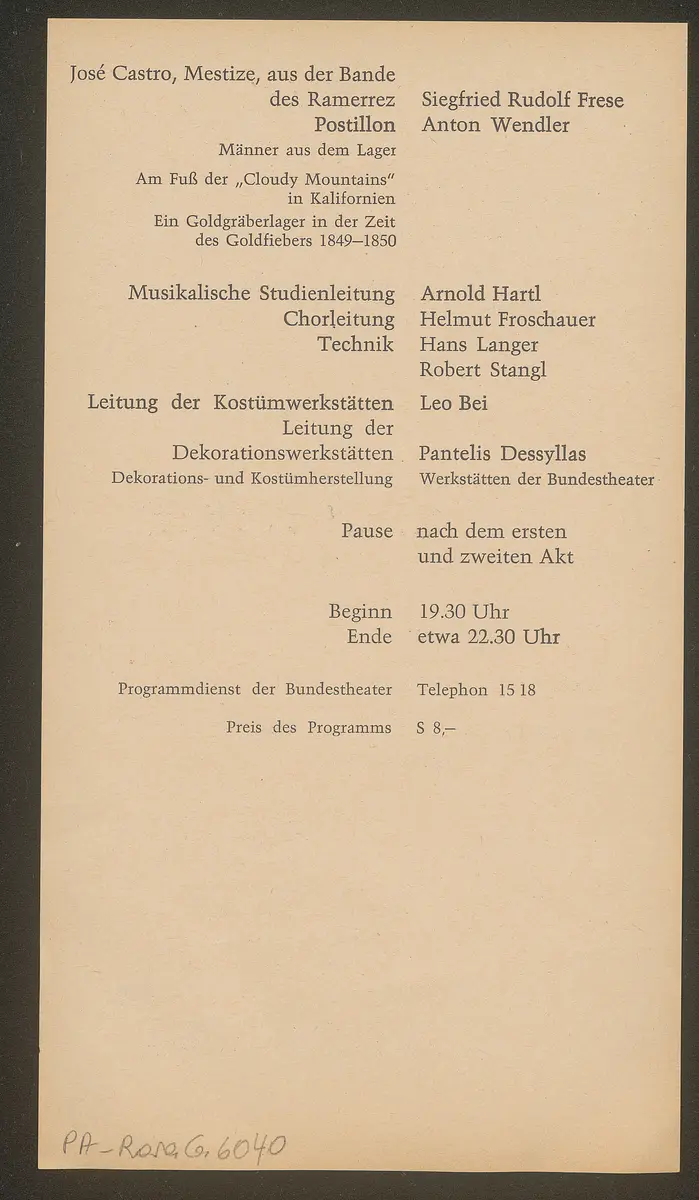 José Castro, Mestize, aus der Bande
des Ramerrez Siegfried Rudolf Frese
Postillon Anton Wendler
Männer aus dem Lager
Am Fuß der „Cloudy Mountains“
in Kalifornien
Ein Goldgräberlager in der Zeit
des Goldfiebers 1849–1850
Musikalische Studienleitung Arnold Hartl
Chorleitung Helmut Froschauer
Technik Hans Langer
Robert Stangl
Leitung der Kostümwerkstätten Leo Bei
Leitung der
Dekorationswerkstätten Pantelis Dessyllas
Dekorations- und Kostümherstellung Werkstätten der Bundestheater
Pause nach dem ersten
und zweiten Akt
Beginn 19.30 Uhr
Ende etwa 22.30 Uhr
Programmdienst der Bundestheater Telephon 15 18
Preis des Programms S 8,–
PA-Rara G. 6040